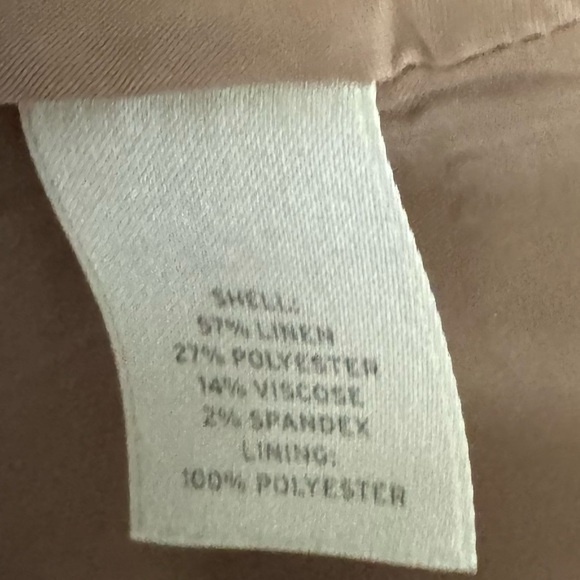 SHELL:
57% LINEN
27% POLYESTER
14% VISCOSE
2% SPANDEX
LINING:
100% POLYESTER